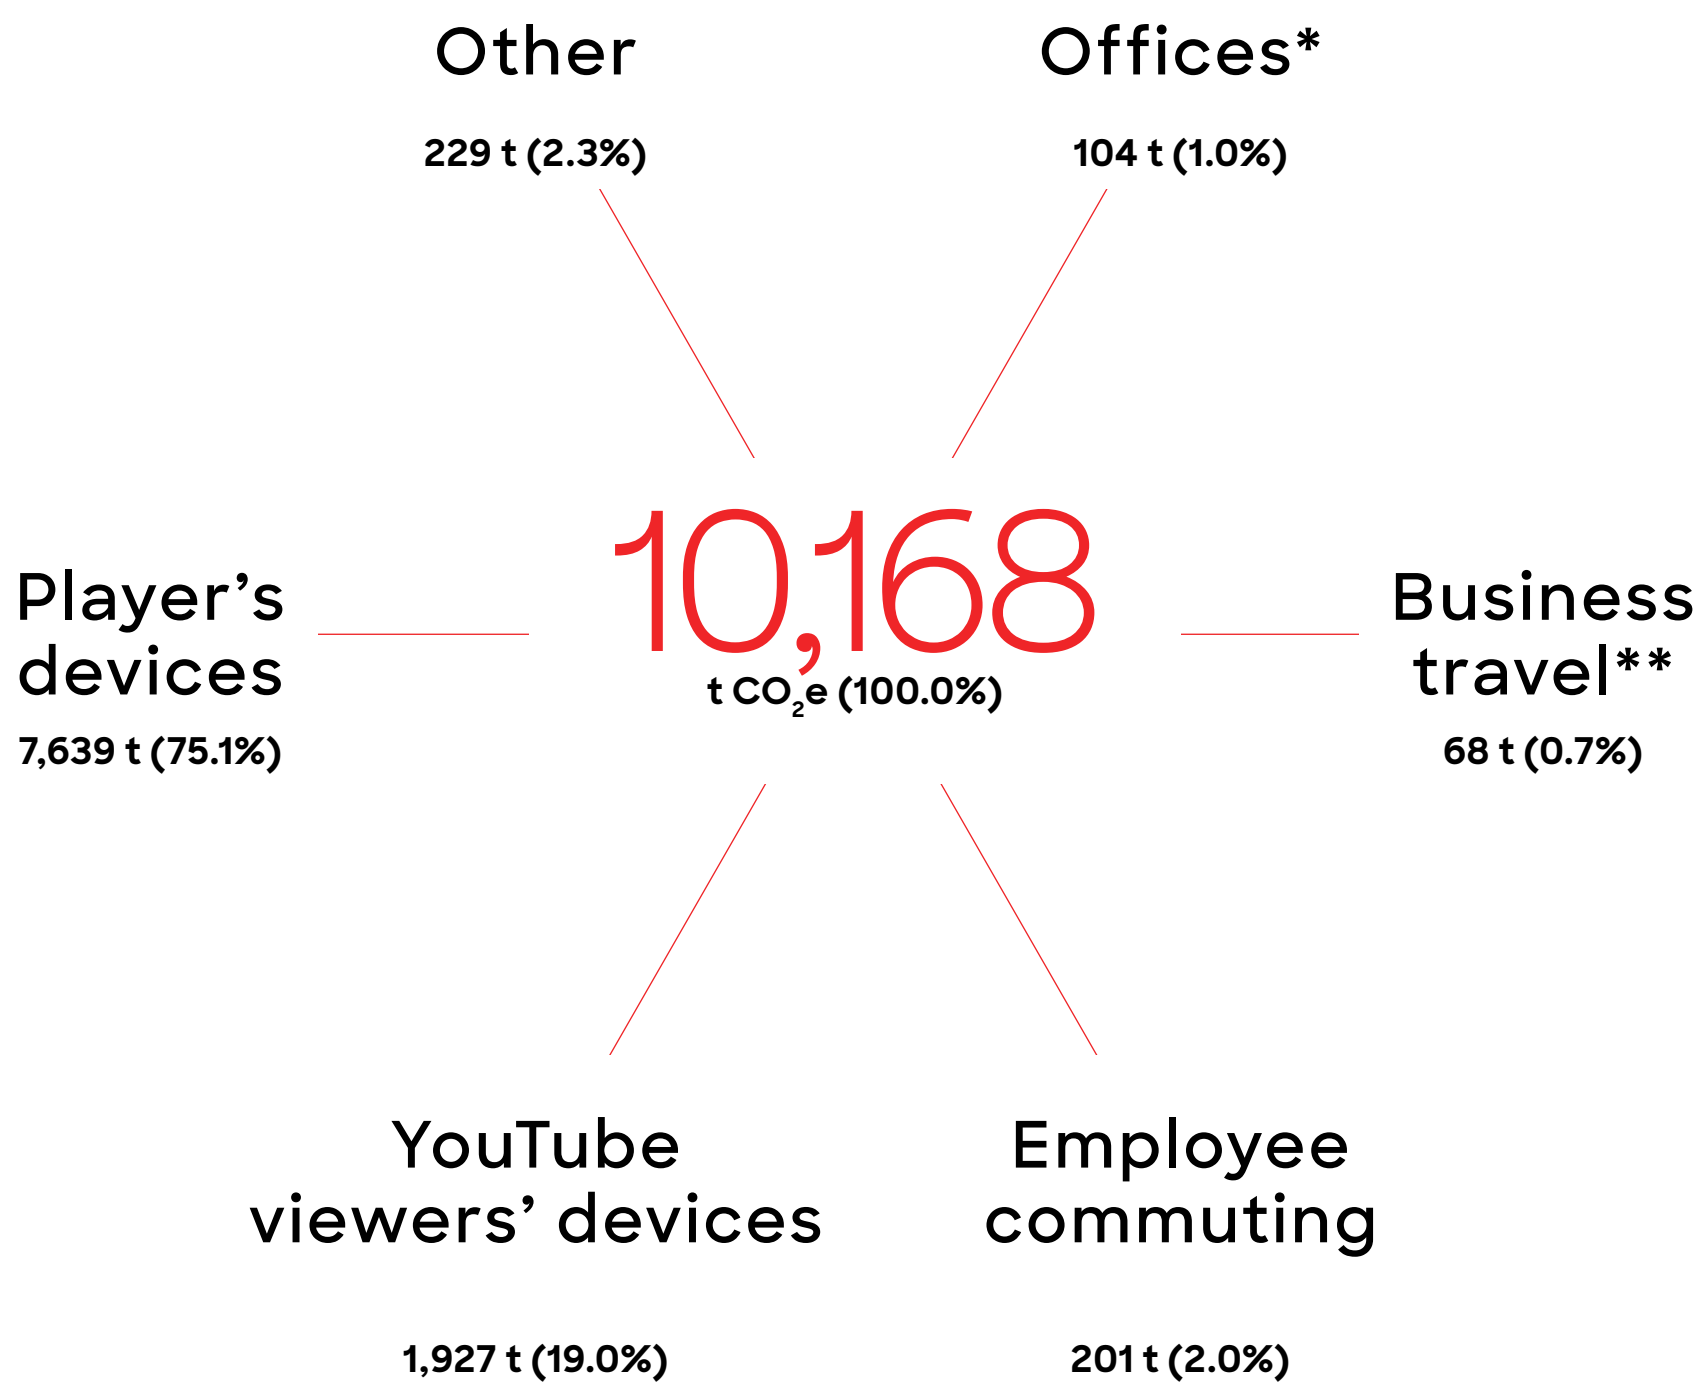 Other
229 t (2.3%)
Offices*
104 t (1.0%)
10,168
t CO₂e (100.0%)
Player’s
devices
7,639 t (75.1%)
Business
travel**
68 t (0.7%)
YouTube
viewers’ devices
1,927 t (19.0%)
Employee
commuting
201 t (2.0%)